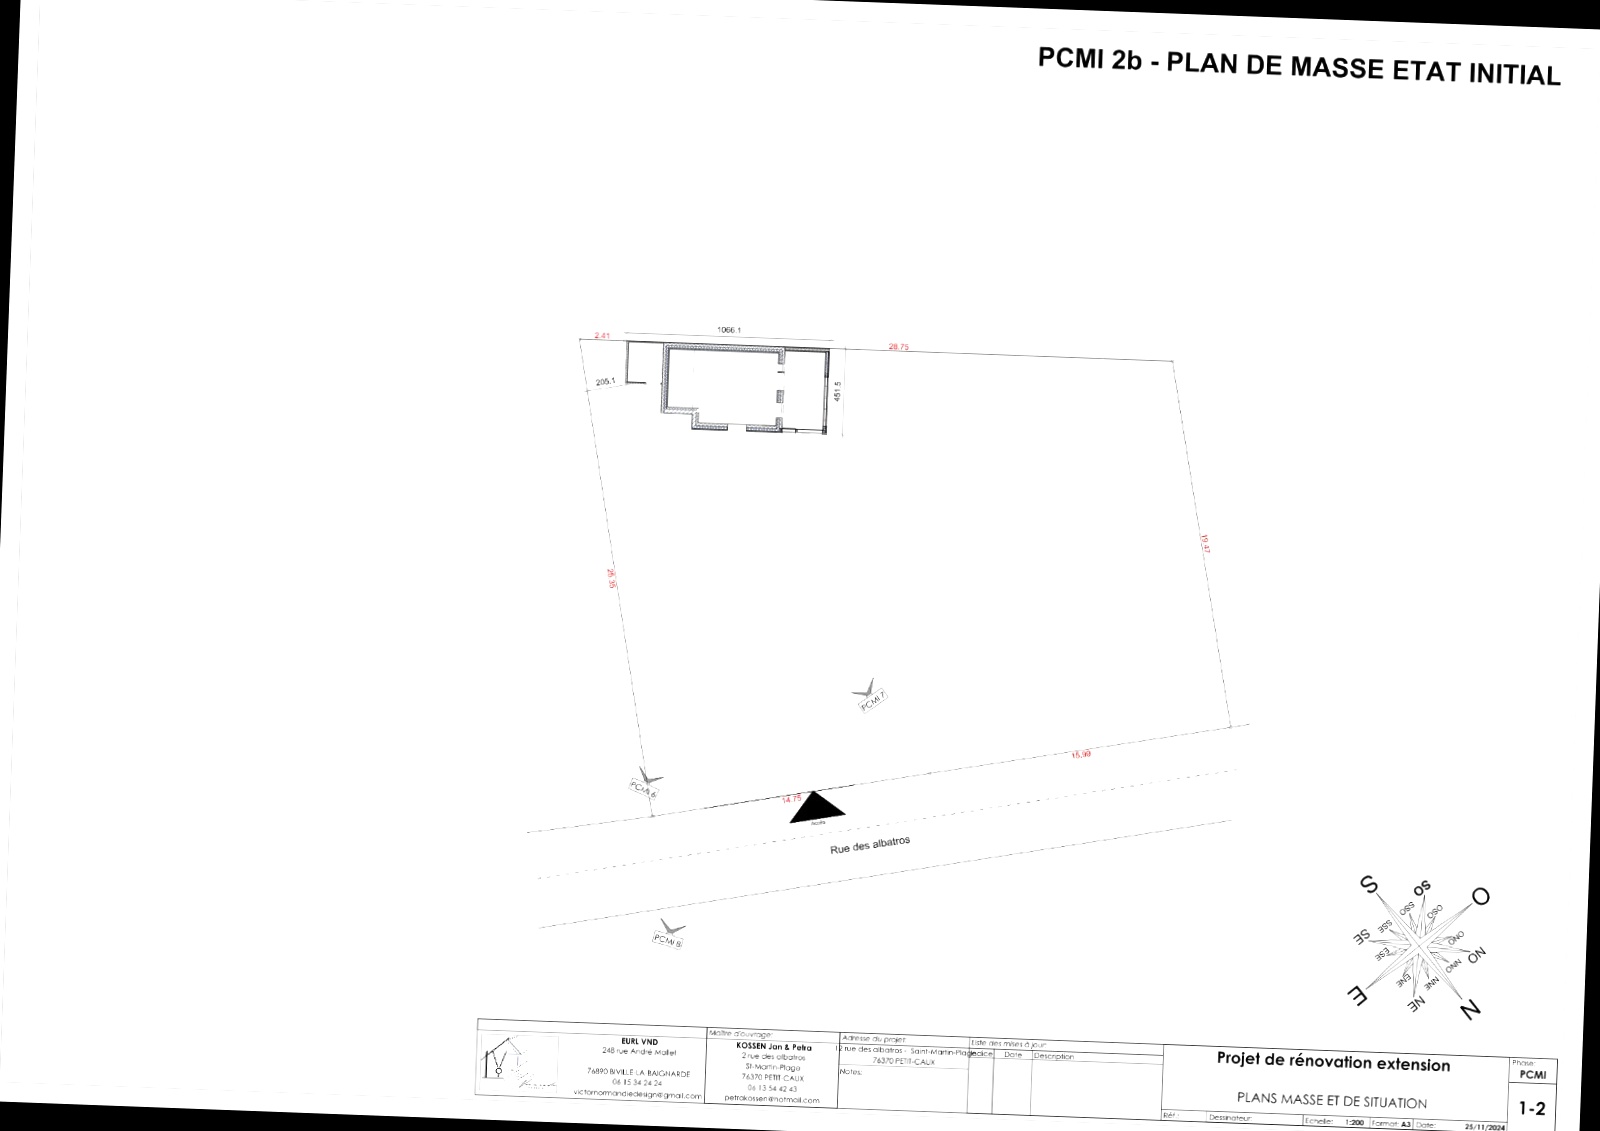 PCMI 2b - PLAN DE MASSE ETAT INITIAL
1066.1
2.41
28.75
205.1
451.5
25.35
19.47
PCMI 7
15.99
PCMI 6
14.75
Rue des albatros
PCMI 8
S
SO
O
SSO
OSO
SSE
SE
ONO
NO
ESE
NNO
ENE
NNE
E
NE
N
EURL VND
248 rue André Mallet
76890 BIVILLE LA BAIGNARDE
06 15 34 24 24
victornormandiedesign@gmail.com
Maître d'ouvrage:
KOSSEN Jan & Petra
2 rue des albatros
St-Martin-Plage
76370 PETIT CAUX
06 13 54 42 43
petrakossen@hotmail.com
Adresse du projet
2 rue des albatros - Saint-Martin-Plage
76370 PETIT-CAUX
Notes:
Liste des mises à jour
Indice Date Description
Projet de rénovation extension
PLANS MASSE ET DE SITUATION
Réf.: Dessinateur: Echelle: 1:200 Format: A3 Date: 25/11/2024
Phase:
PCMI
1-2